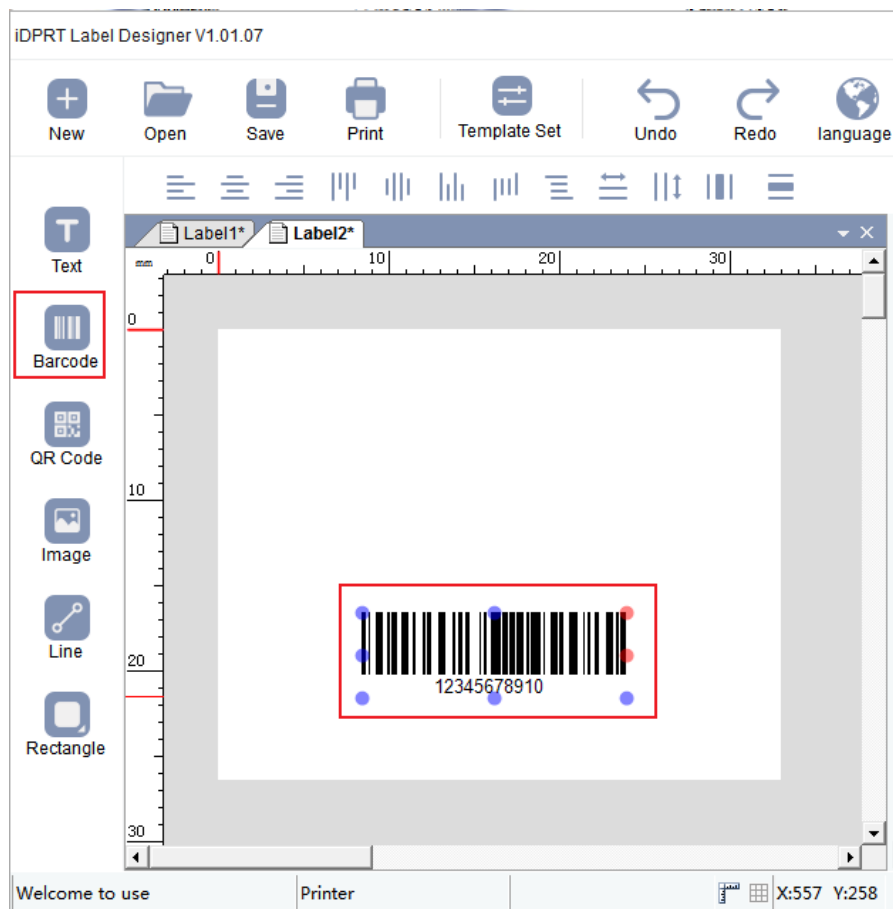 iDPRT Label Designer V1.01.07
New Open Save Print Template Set Undo Redo language
Text
Label1* Label2*
mm 0 10 20 30
0
Barcode
QR Code
10
Image
Line
20
12345678910
Rectangle
30
Welcome to use Printer X:557 Y:258